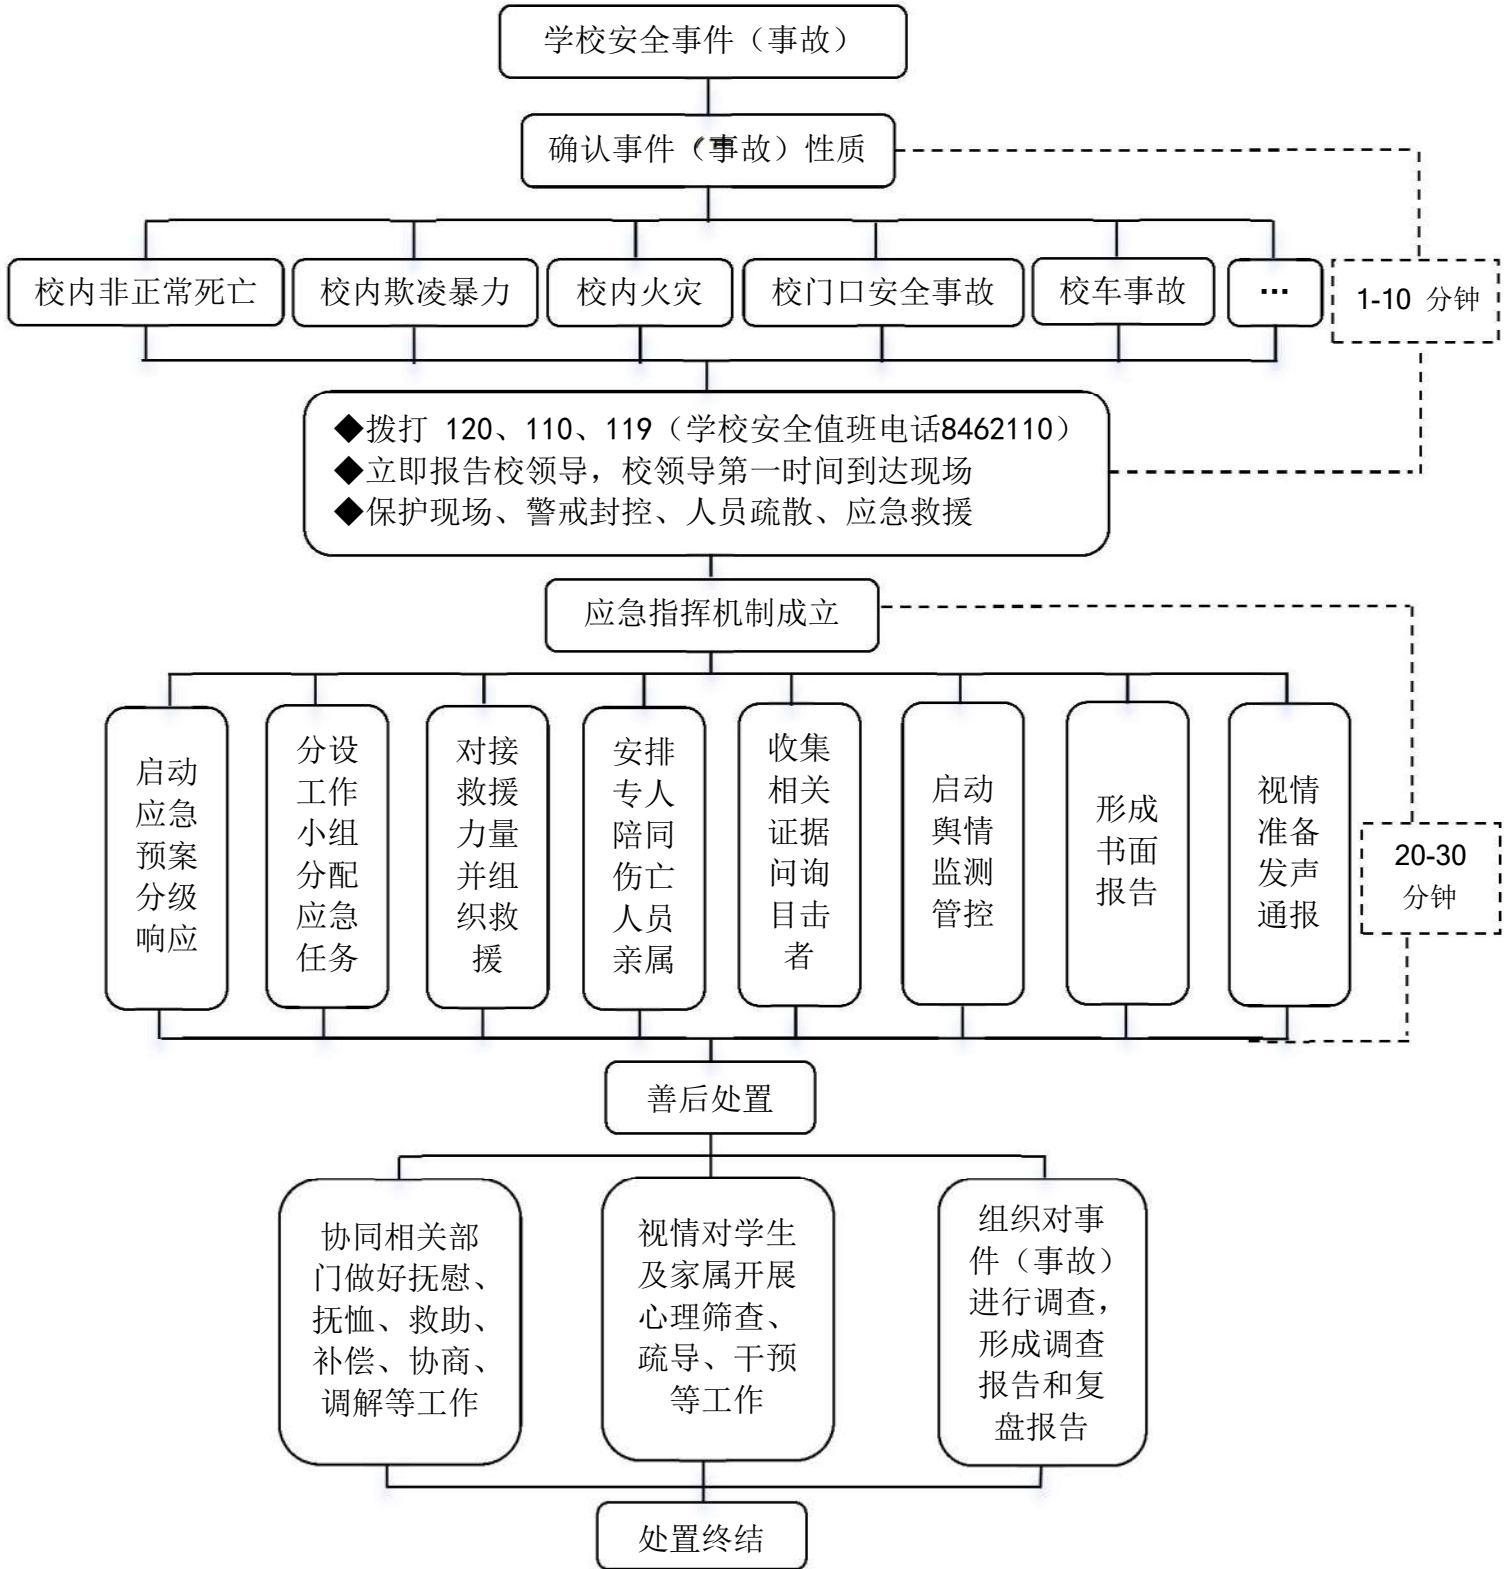 学校安全事件（事故）
确认事件（事故）性质
校内非正常死亡
校内欺凌暴力
校内火灾
校门口安全事故
校车事故
...
1-10 分钟
◆拨打 120、110、119（学校安全值班电话8462110）
◆立即报告校领导，校领导第一时间到达现场
◆保护现场、警戒封控、人员疏散、应急救援
应急指挥机制成立
启动
应急
预案
分级
响应
分设
工作
小组
分配
应急
任务
对接
救援
力量
并组
织救
援
安排
专人
陪同
伤亡
人员
亲属
收集
相关
证据
问询
目击
者
启动
舆情
监测
管控
形成
书面
报告
视情
准备
发声
通报
20-30
分钟
善后处置
协同相关部
门做好抚慰、
抚恤、救助、
补偿、协商、
调解等工作
视情对学生
及家属开展
心理筛查、
疏导、干预
等工作
组织对事
件（事故）
进行调查，
形成调查
报告和复
盘报告
处置终结